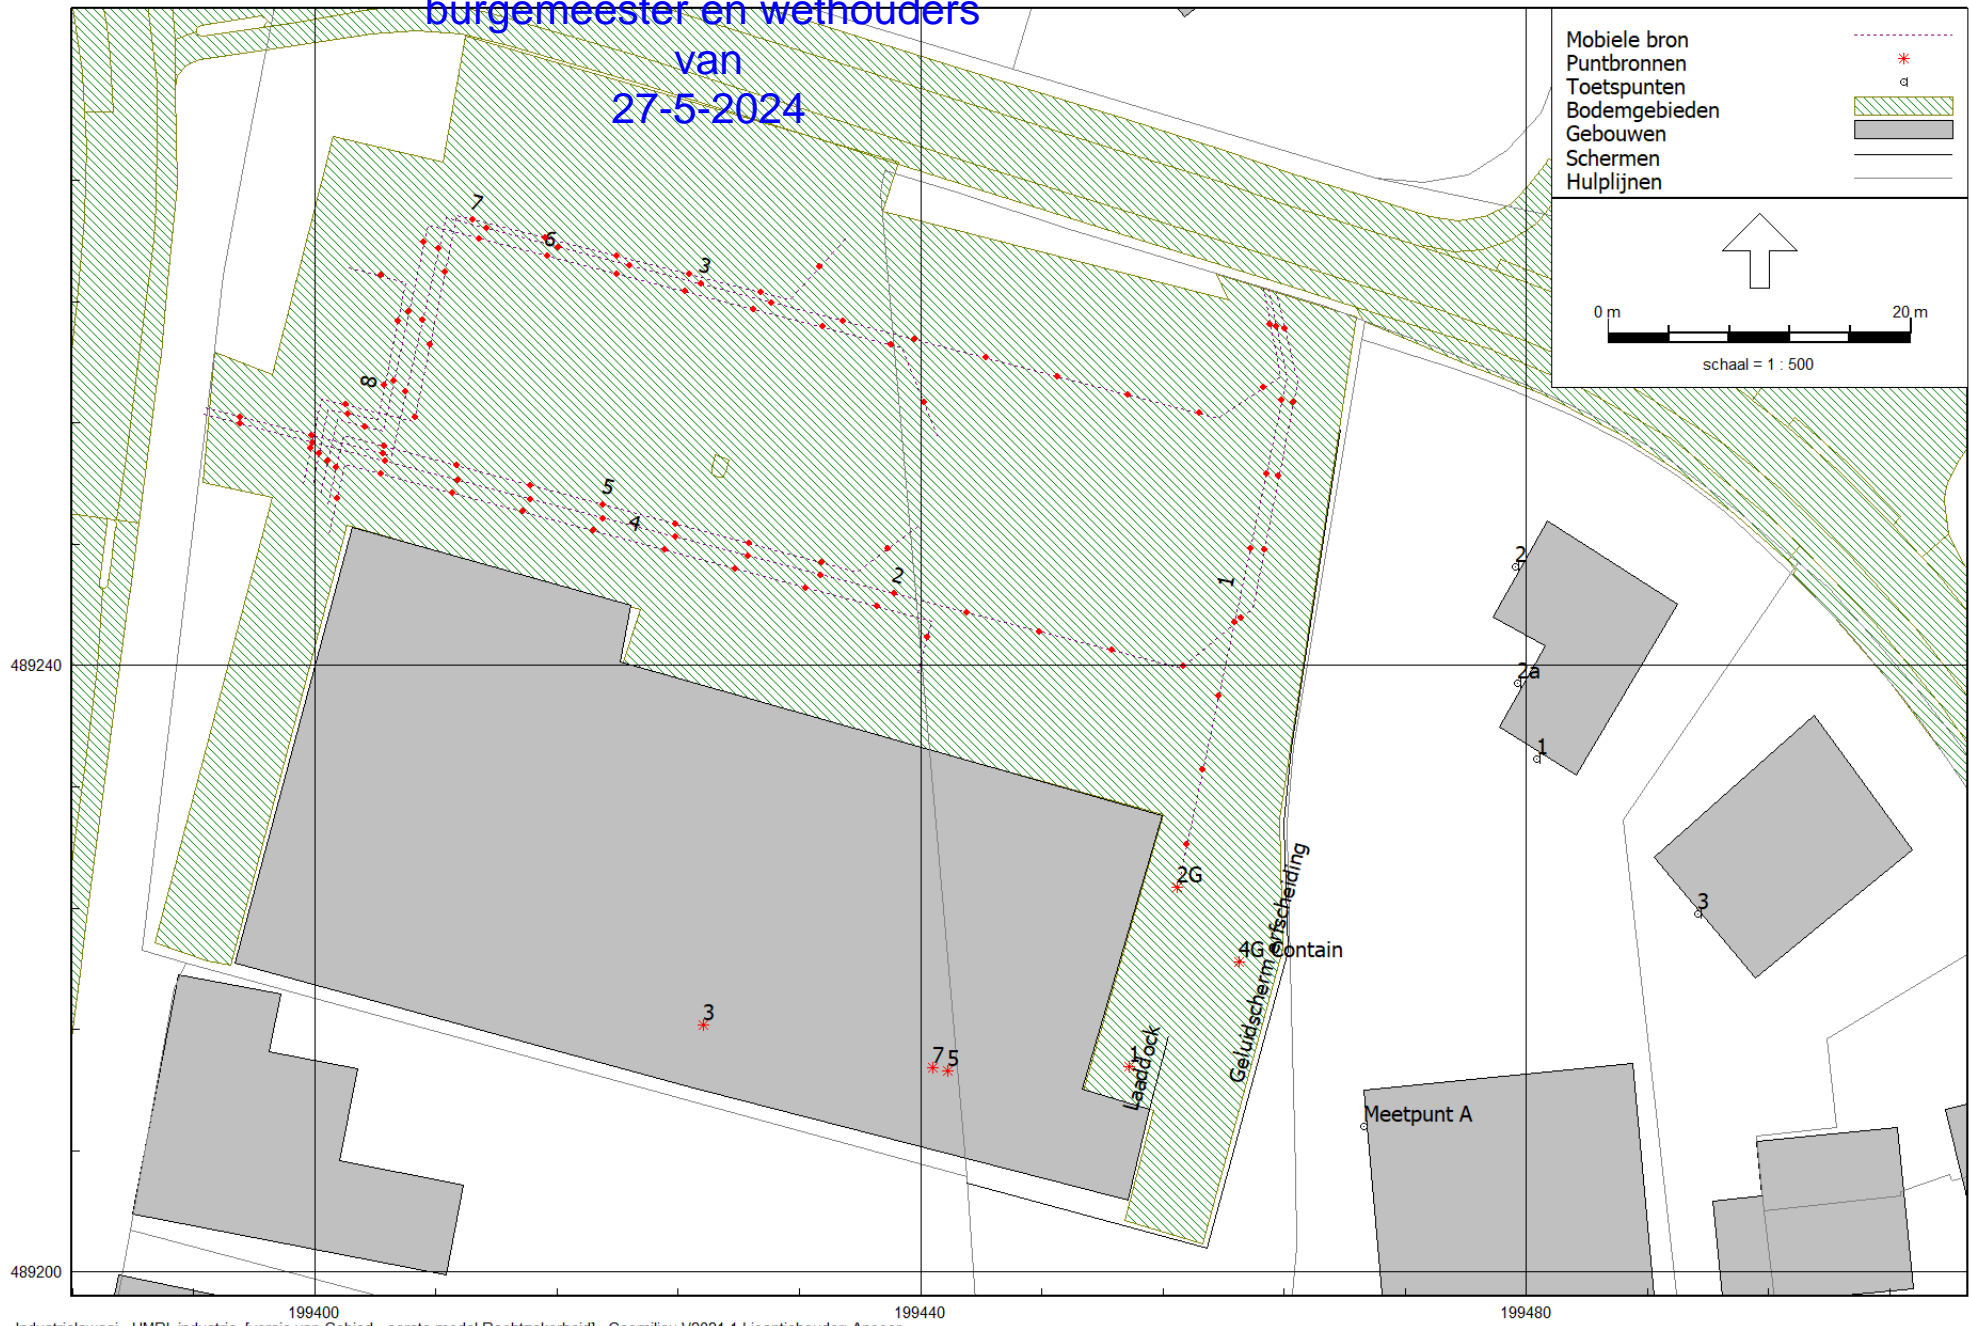 burgemeester en wethouders
van
27-5-2024
Mobiele bron
Puntbronnen
Toetspunten
Bodemgebieden
Gebouwen
Schermen
Hulplijnen
0 m 20 m
schaal = 1 : 500
7
6
3
8
5
4
2
1
2
2a
1
3
2G
4G Contain
Geluidscherm erfscheiding
3
7 5
1
Laaddock
Meetpunt A
489240
489200
199400 199440 199480